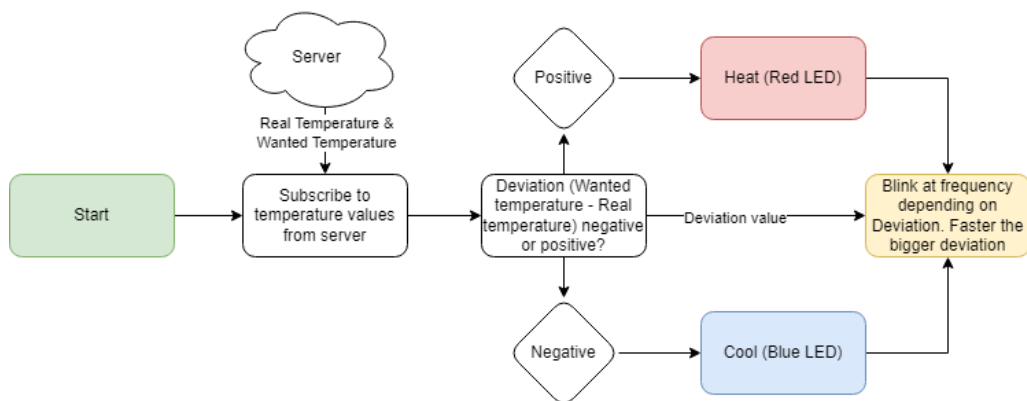 Server
Real Temperature &
Wanted Temperature
Start
Subscribe to
temperature values
from server
Deviation (Wanted
temperature - Real
temperature) negative
or positive?
Positive
Heat (Red LED)
Deviation value
Blink at frequency
depending on
Deviation. Faster the
bigger deviation
Negative
Cool (Blue LED)